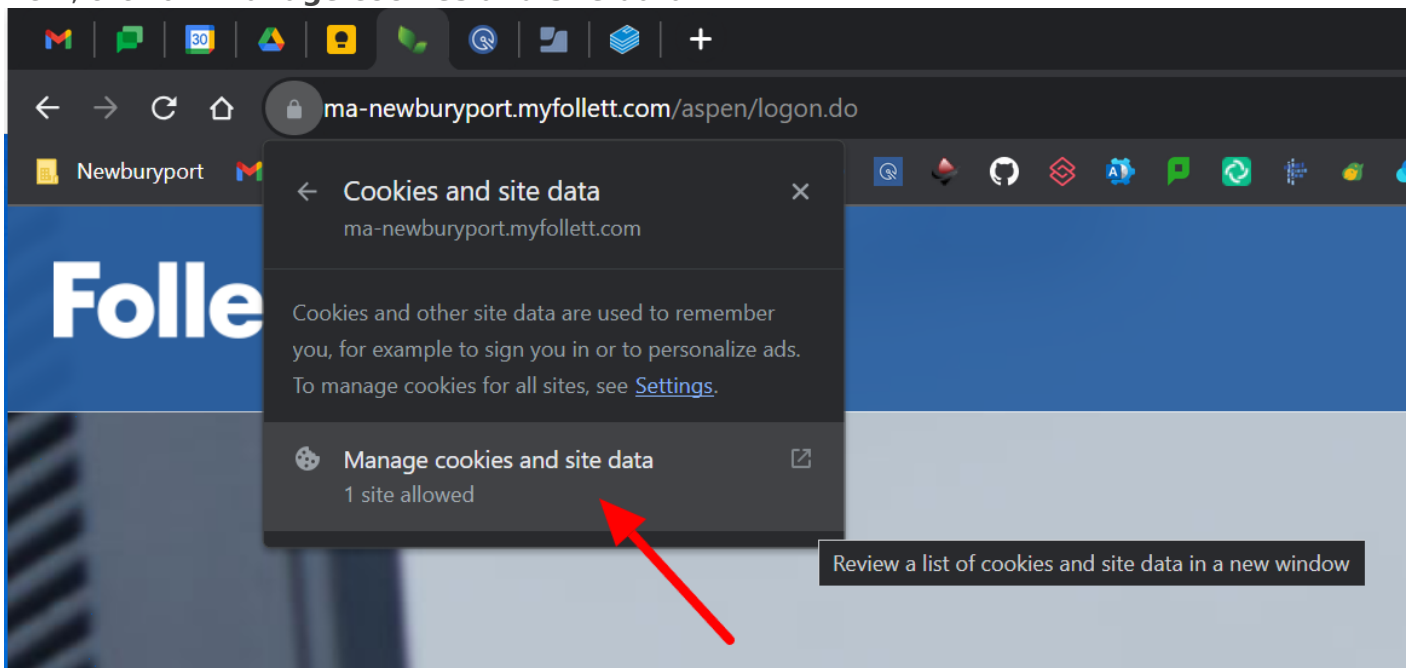 30
ma-newburyport.myfollett.com/aspen/logon.do
Newburyport
Cookies and site data
ma-newburyport.myfollett.com
Folle
Cookies and other site data are used to remember
you, for example to sign you in or to personalize ads.
To manage cookies for all sites, see Settings.
Manage cookies and site data
1 site allowed
Review a list of cookies and site data in a new window